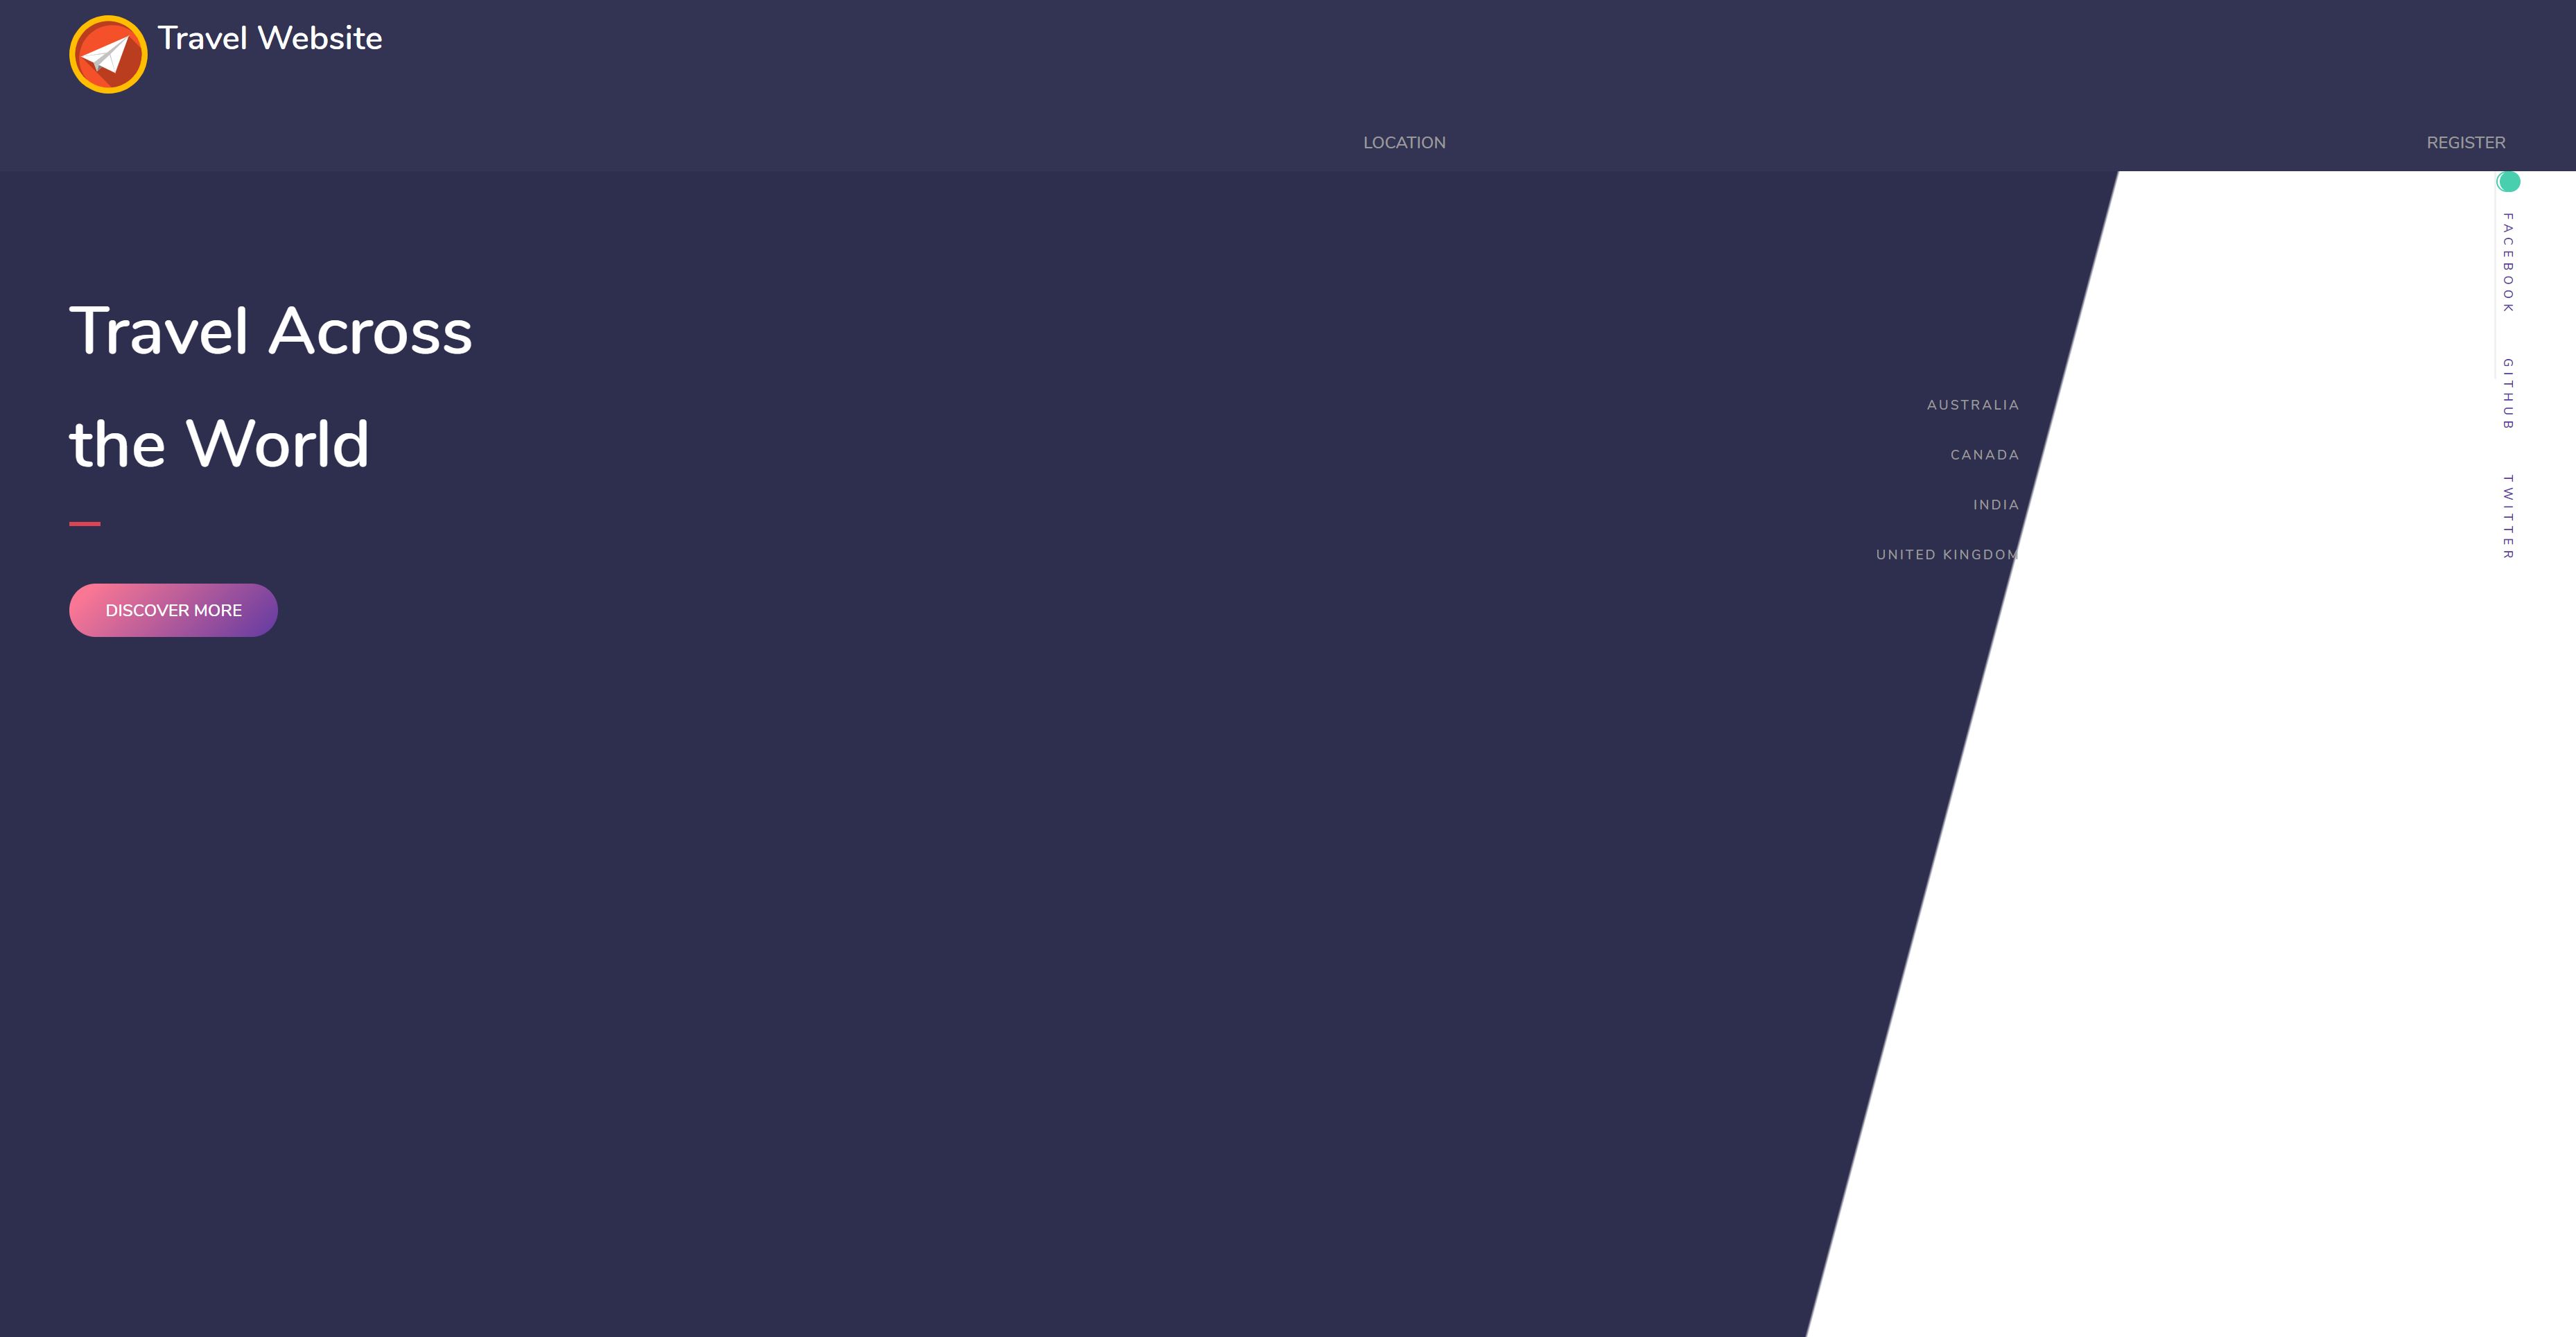 Travel Website
LOCATION
REGISTER
Travel Across
the World
DISCOVER MORE
AUSTRALIA
CANADA
INDIA
UNITED KINGDOM
FACEBOOK
GITHUB
TWITTER